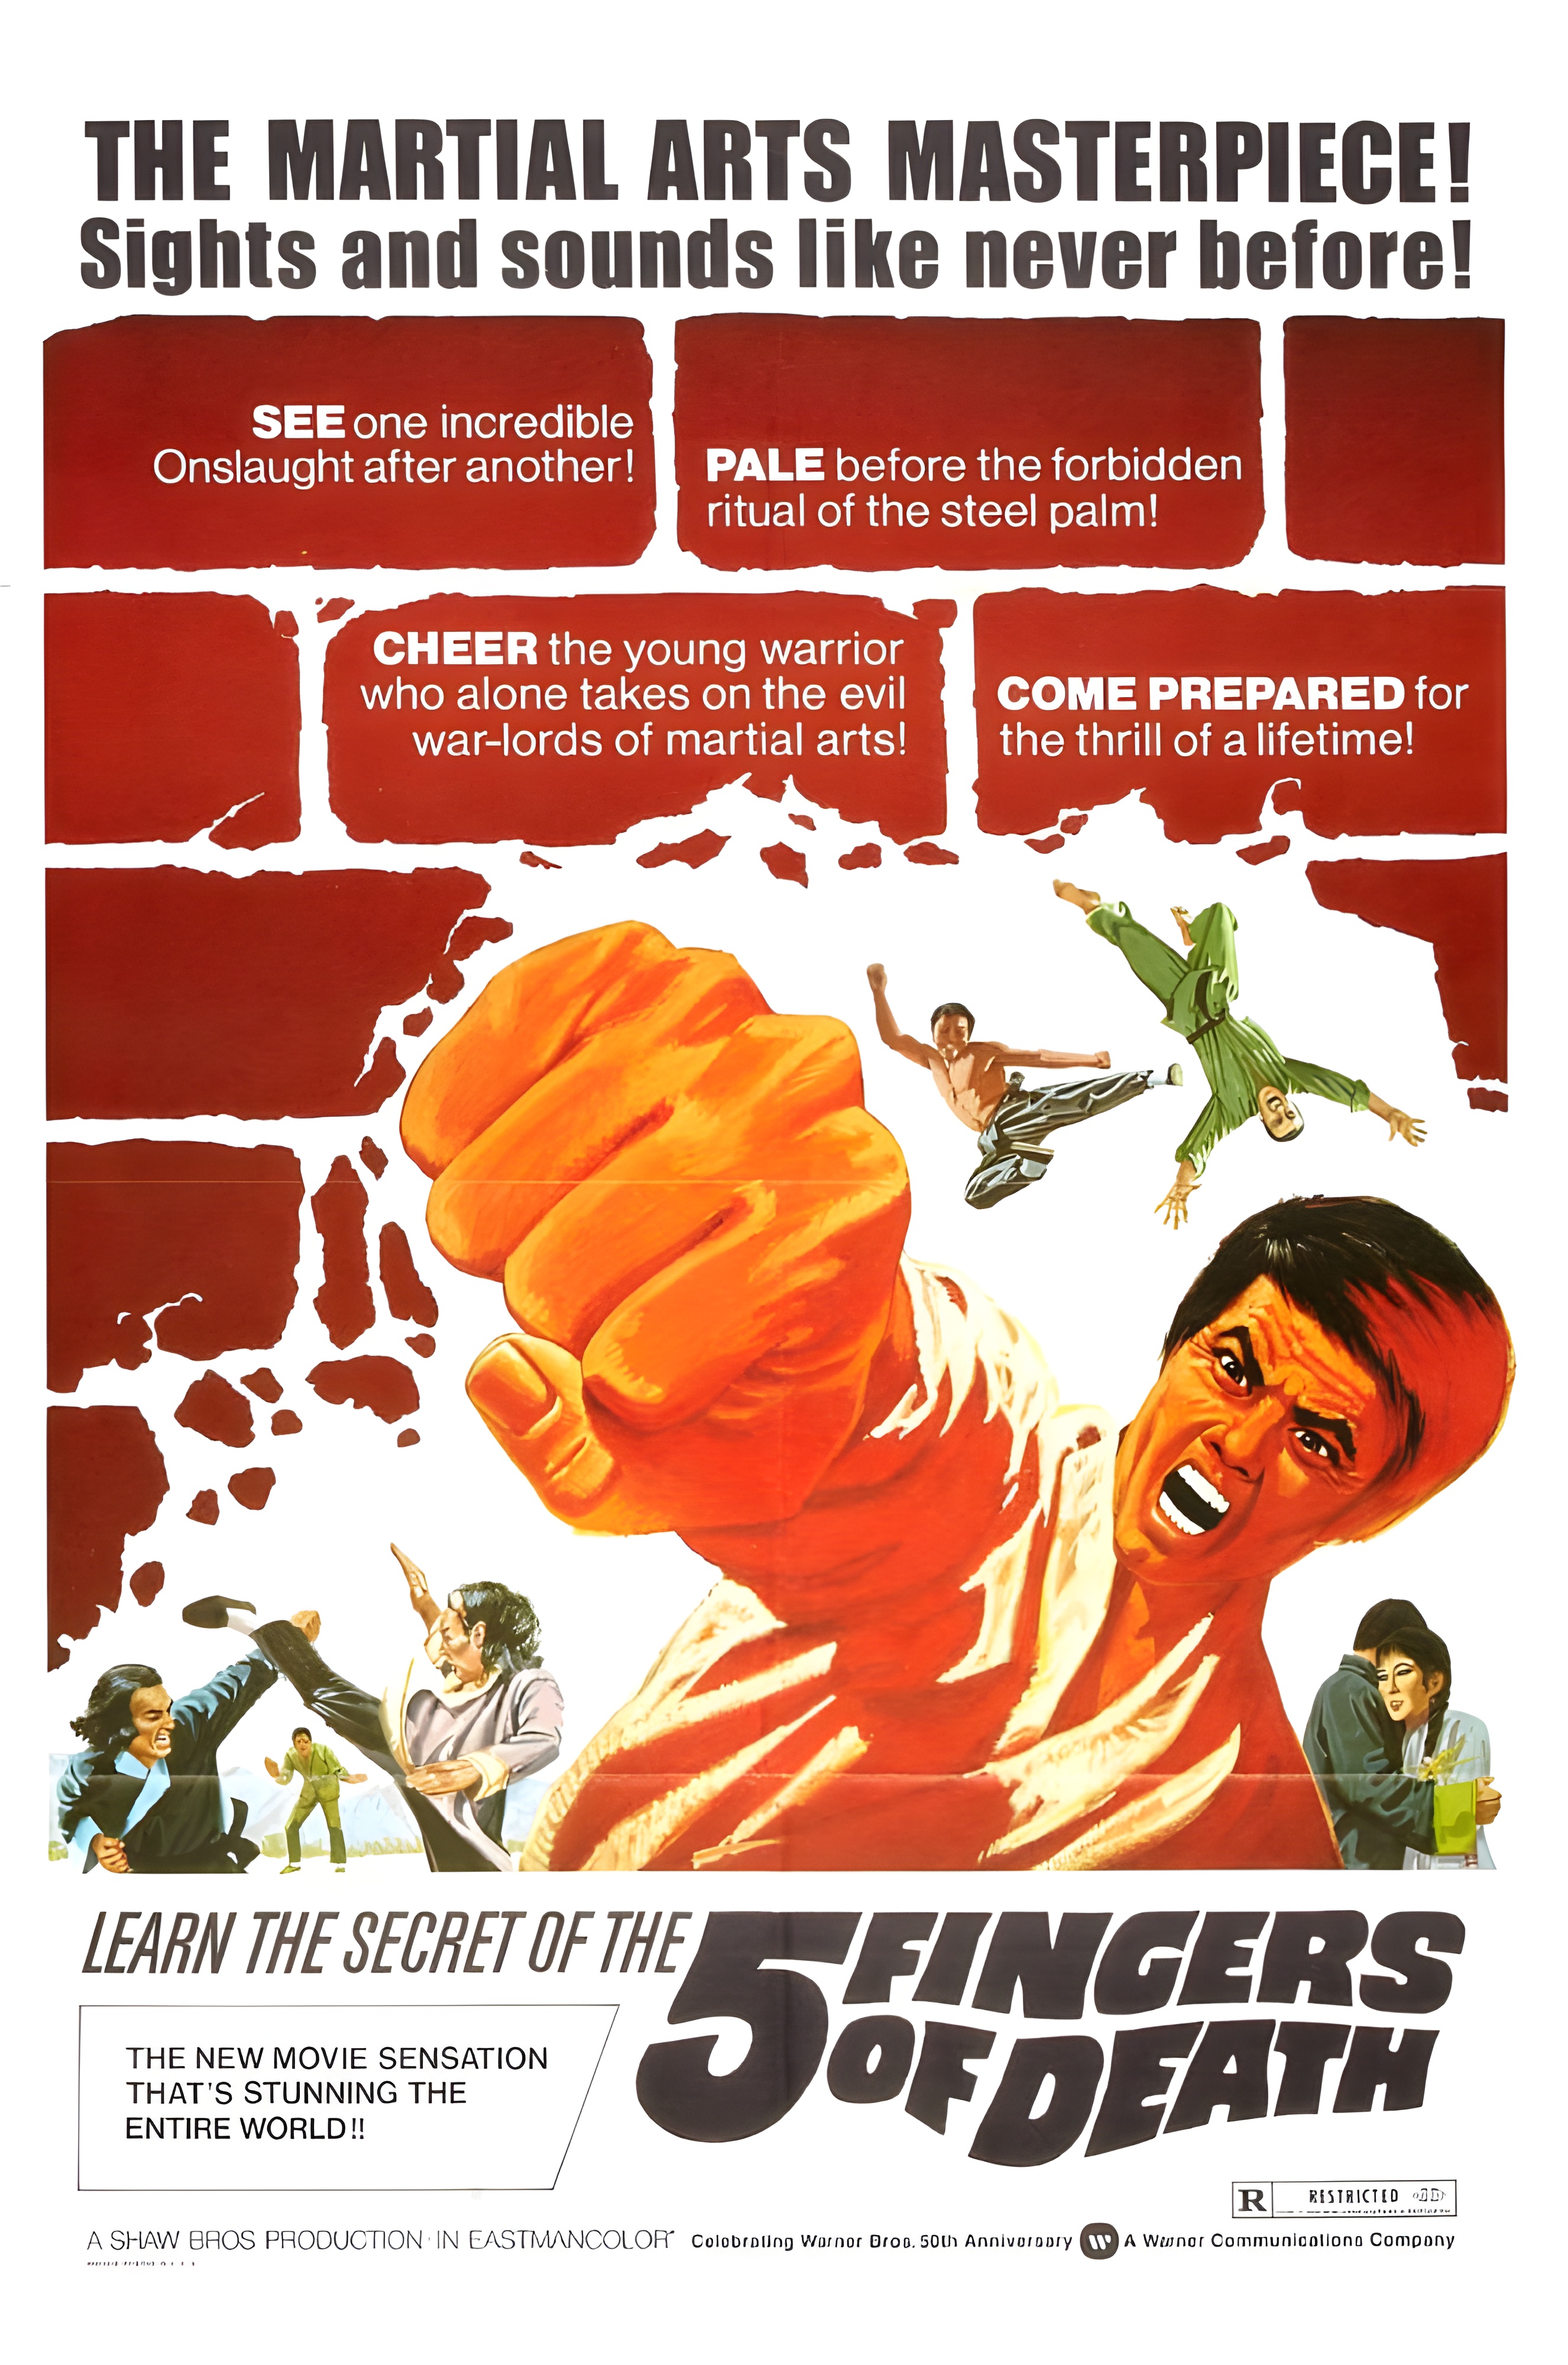 THE MARTIAL ARTS MASTERPIECE!
Sights and sounds like never before!
SEE one incredible
Onslaught after another!
PALE before the forbidden
ritual of the steel palm!
CHEER the young warrior
who alone takes on the evil
war-lords of martial arts!
COME PREPARED for
the thrill of a lifetime!
LEARN THE SECRET OF THE
5 FINGERS
OF DEATH
THE NEW MOVIE SENSATION
THAT'S STUNNING THE
ENTIRE WORLD!!
R RESTRICTED
A SHAW BROS PRODUCTION · IN EASTMANCOLOR
Celebrating Warner Bros. 50th Anniversary
A Warner Communications Company